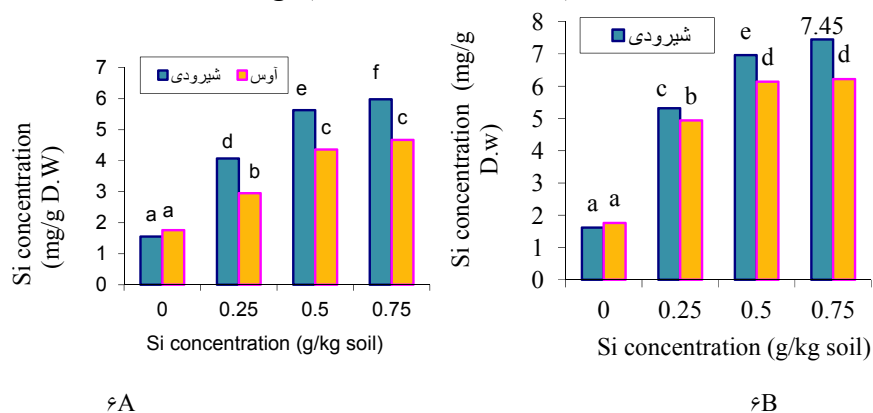 Si concentration
(mg/g D.W)
7
6
5
4
3
2
1
0
شیرودی
آوس
a
a
d
b
e
c
f
c
0
0.25
0.5
0.75
Si concentration (g/kg soil)
۶A
Si concentration (mg/g
D.w)
8
7
6
5
4
3
2
1
0
شیرودی
a
a
c
b
e
d
7.45
d
0
0.25
0.5
0.75
Si concentration (g/kg soil)
۶B